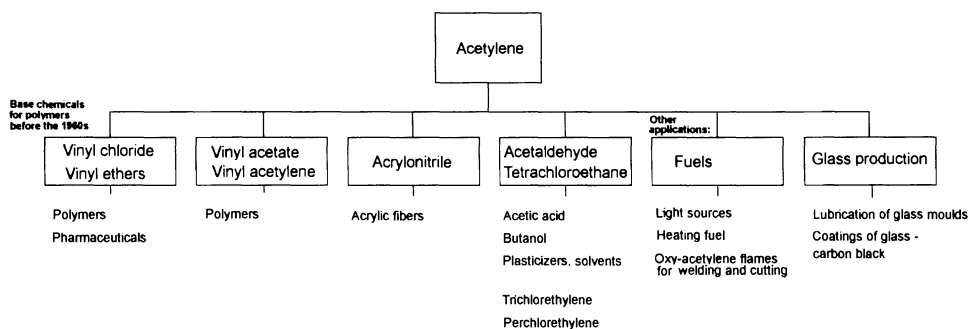 Acetylene
Base chemicals
for polymers
before the 1960s
Other
applications:
Vinyl chloride
Vinyl ethers
Vinyl acetate
Vinyl acetylene
Acrylonitrile
Acetaldehyde
Tetrachloroethane
Fuels
Glass production
Polymers
Pharmaceuticals
Polymers
Acrylic fibers
Acetic acid
Butanol
Plasticizers, solvents
Trichlorethylene
Perchlorethylene
Light sources
Heating fuel
Oxy-acetylene flames
for welding and cutting
Lubrication of glass moulds
Coatings of glass -
carbon black